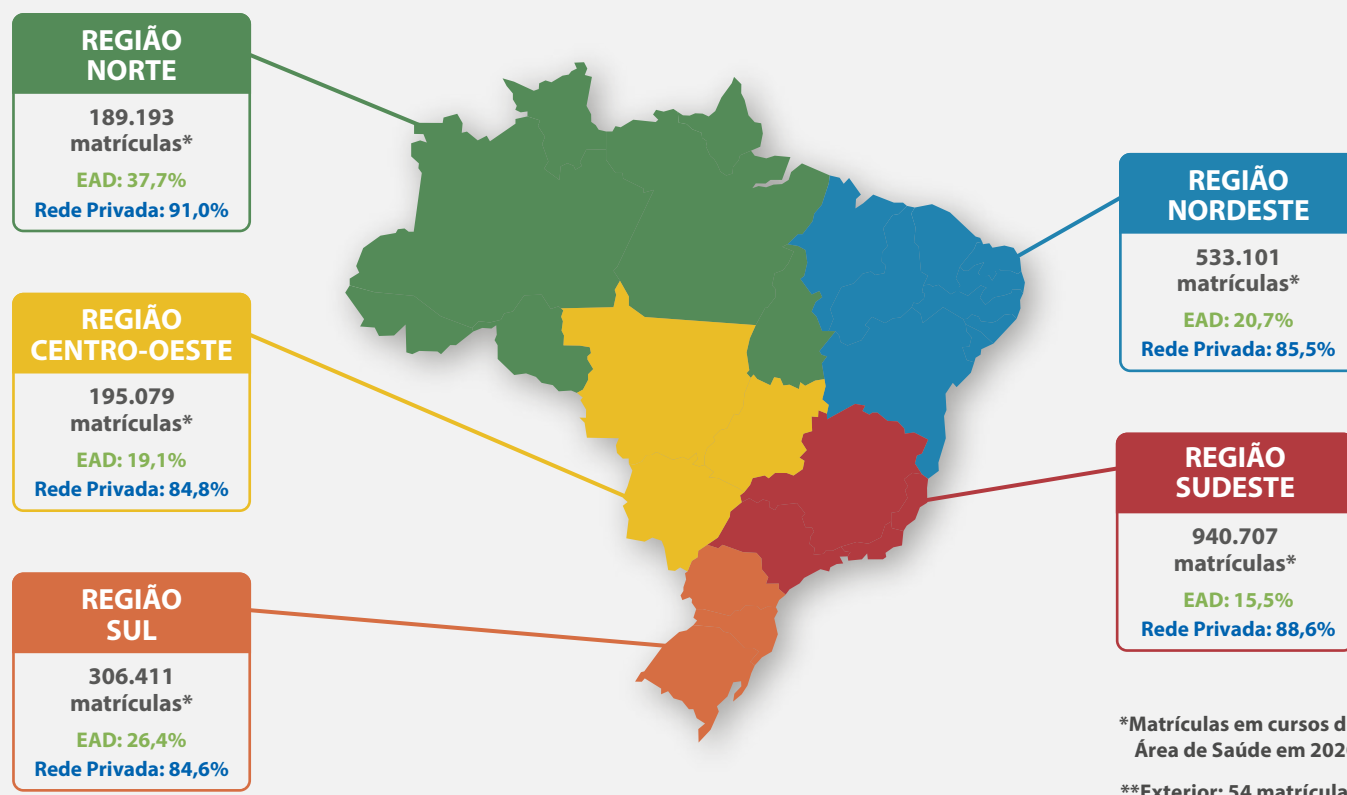 REGIÃO
NORTE
189.193
matrículas*
EAD: 37,7%
Rede Privada: 91,0%
REGIÃO
CENTRO-OESTE
195.079
matrículas*
EAD: 19,1%
Rede Privada: 84,8%
REGIÃO
SUL
306.411
matrículas*
EAD: 26,4%
Rede Privada: 84,6%
REGIÃO
NORDESTE
533.101
matrículas*
EAD: 20,7%
Rede Privada: 85,5%
REGIÃO
SUDESTE
940.707
matrículas*
EAD: 15,5%
Rede Privada: 88,6%
*Matrículas em cursos
Área de Saúde em
**Exterior: 54